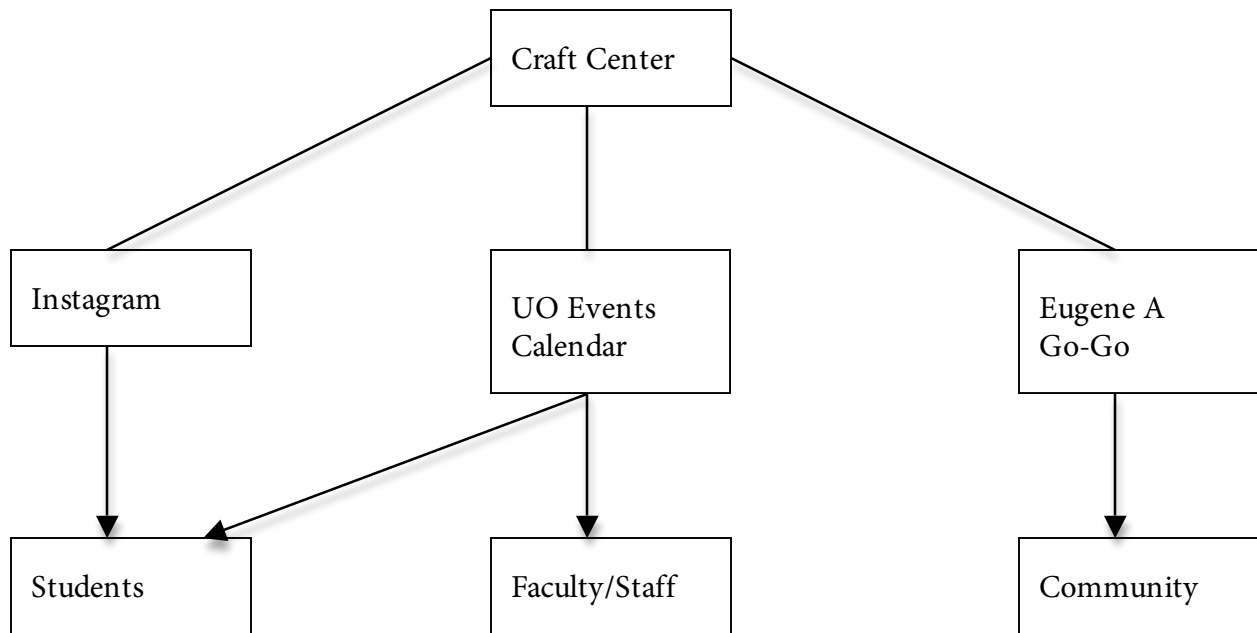 Craft Center
Instagram
UO Events
Calendar
Eugene A
Go-Go
Students
Faculty/Staff
Community